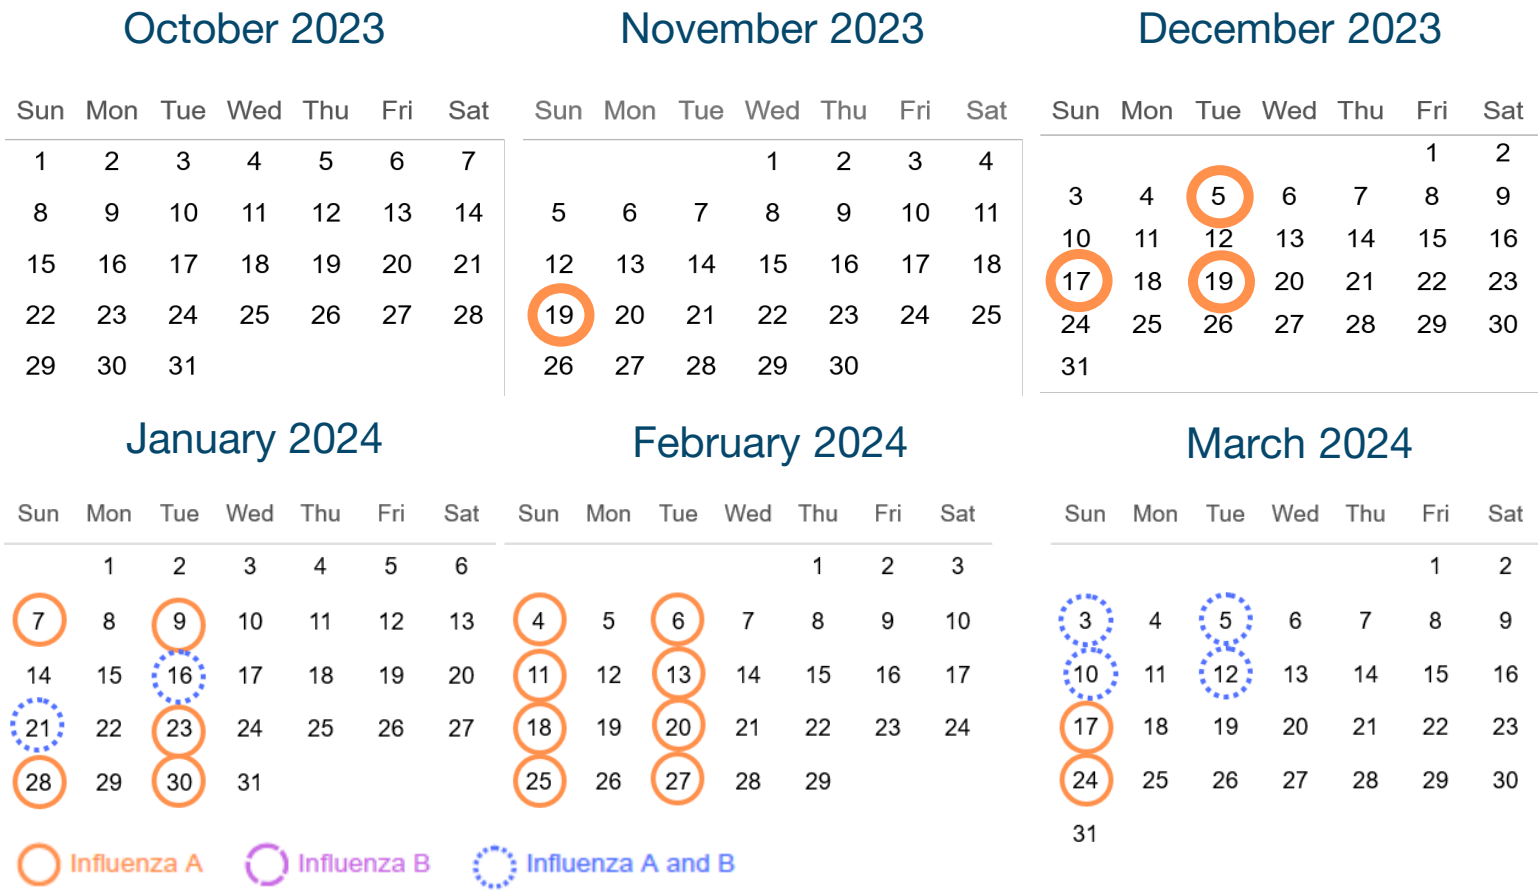 October 2023
Sun Mon Tue Wed Thu Fri Sat
1 2 3 4 5 6 7
8 9 10 11 12 13 14
15 16 17 18 19 20 21
22 23 24 25 26 27 28
29 30 31
November 2023
Sun Mon Tue Wed Thu Fri Sat
1 2 3 4
5 6 7 8 9 10 11
12 13 14 15 16 17 18
19 20 21 22 23 24 25
26 27 28 29 30
December 2023
Sun Mon Tue Wed Thu Fri Sat
1 2
3 4 5 6 7 8 9
10 11 12 13 14 15 16
17 18 19 20 21 22 23
24 25 26 27 28 29 30
31
January 2024
Sun Mon Tue Wed Thu Fri Sat
1 2 3 4 5 6
7 8 9 10 11 12 13
14 15 16 17 18 19 20
21 22 23 24 25 26 27
28 29 30 31
February 2024
Sun Mon Tue Wed Thu Fri Sat
1 2 3
4 5 6 7 8 9 10
11 12 13 14 15 16 17
18 19 20 21 22 23 24
25 26 27 28 29
March 2024
Sun Mon Tue Wed Thu Fri Sat
1 2
3 4 5 6 7 8 9
10 11 12 13 14 15 16
17 18 19 20 21 22 23
24 25 26 27 28 29 30
31
Influenza A Influenza B Influenza A and B